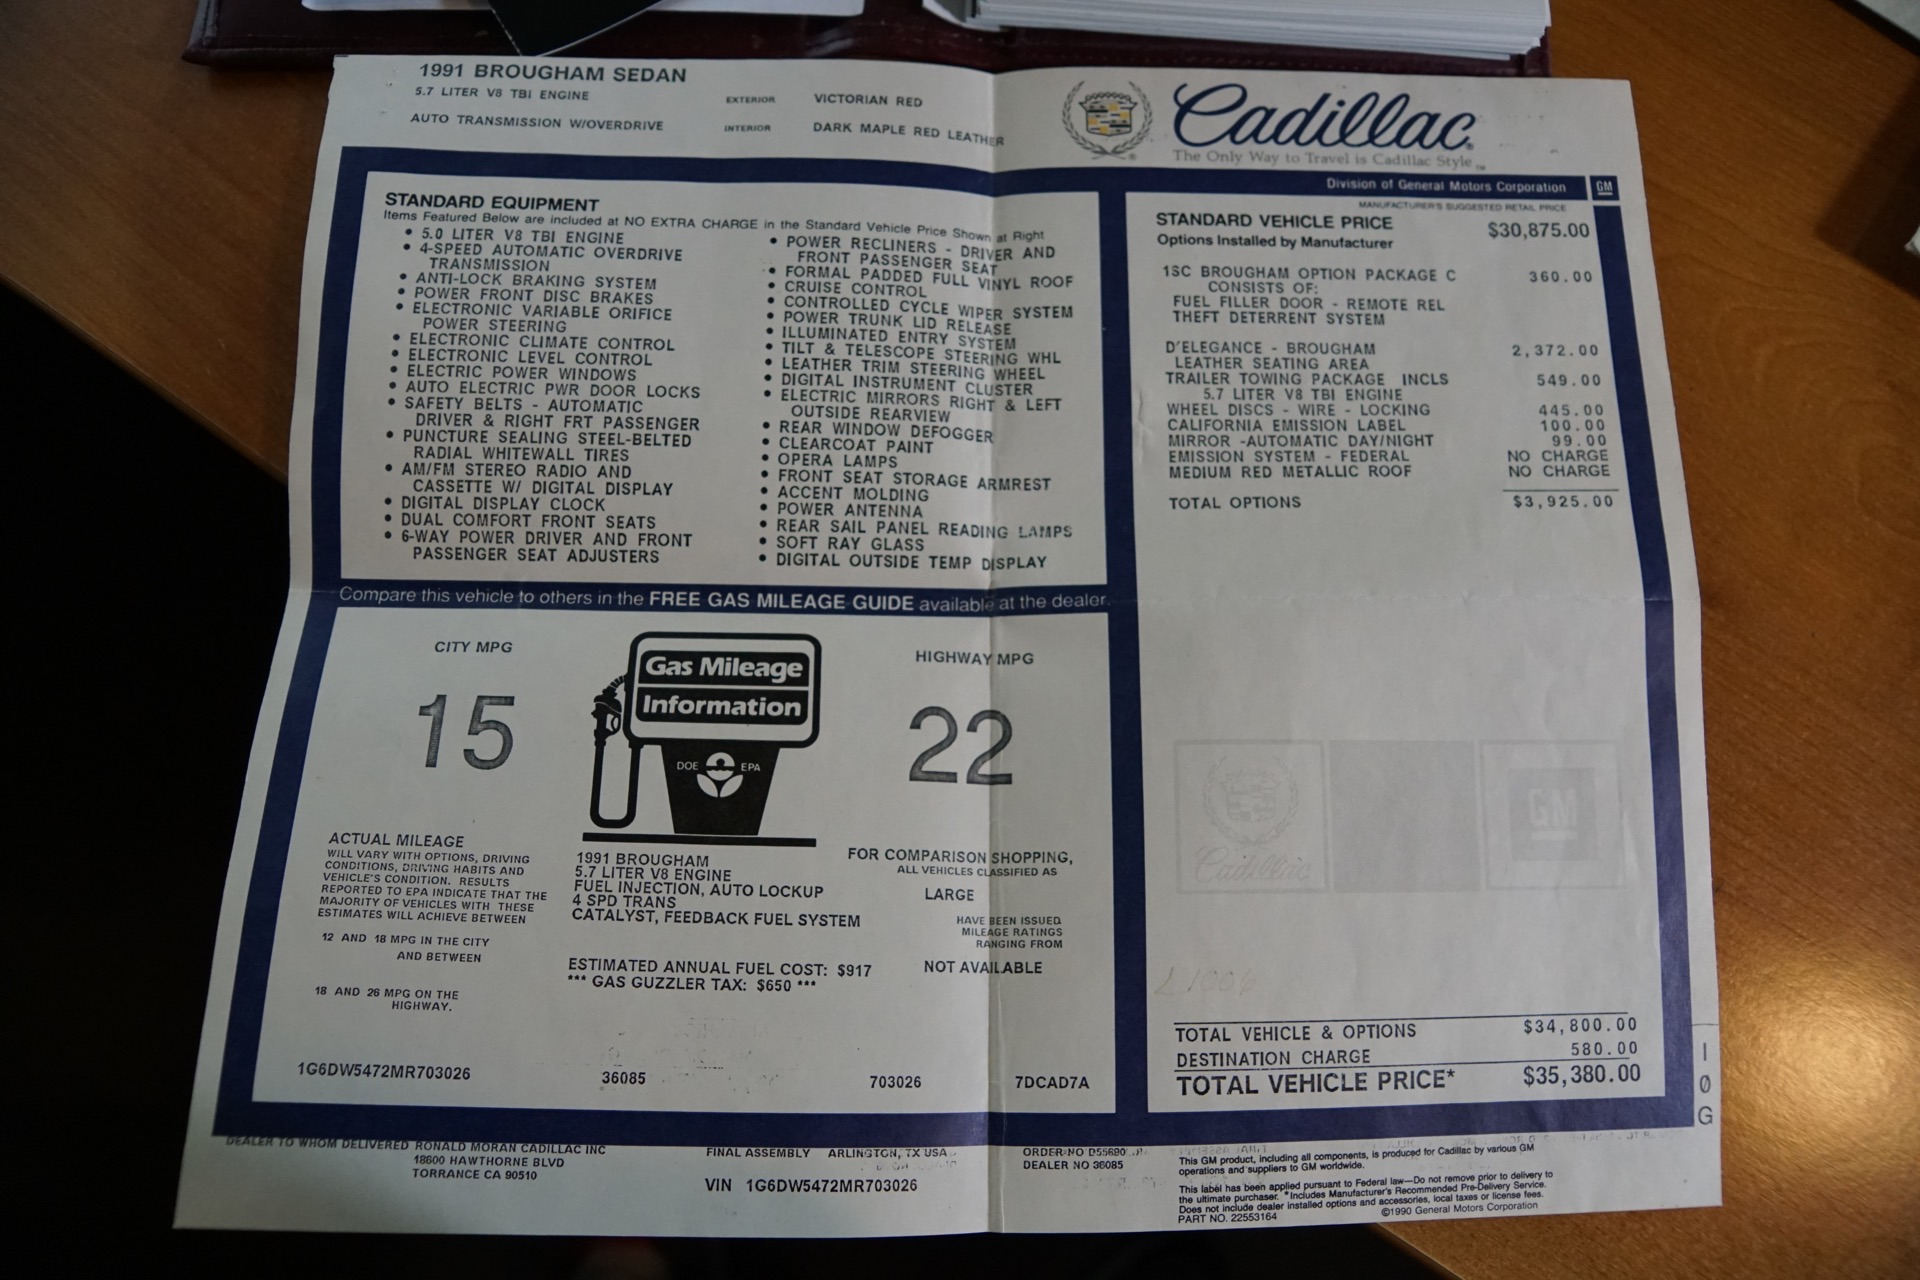 1991 BROUGHAM SEDAN
5.7 LITER V8 TBI ENGINE
AUTO TRANSMISSION W/OVERDRIVE
EXTERIOR VICTORIAN RED
INTERIOR DARK MAPLE RED LEATHER
Cadillac
The Only Way to Travel is Cadillac Style
Division of General Motors Corporation GM
STANDARD EQUIPMENT
Items Featured Below are included at NO EXTRA CHARGE in the Standard Vehicle Price Shown at Right
• 5.0 LITER V8 TBI ENGINE
• 4-SPEED AUTOMATIC OVERDRIVE
TRANSMISSION
• ANTI-LOCK BRAKING SYSTEM
• POWER FRONT DISC BRAKES
• ELECTRONIC VARIABLE ORIFICE
POWER STEERING
• ELECTRONIC CLIMATE CONTROL
• ELECTRONIC LEVEL CONTROL
• ELECTRIC POWER WINDOWS
• AUTO ELECTRIC PWR DOOR LOCKS
• SAFETY BELTS - AUTOMATIC
DRIVER & RIGHT FRT PASSENGER
• PUNCTURE SEALING STEEL-BELTED
RADIAL WHITEWALL TIRES
• AM/FM STEREO RADIO AND
CASSETTE W/ DIGITAL DISPLAY
• DIGITAL DISPLAY CLOCK
• DUAL COMFORT FRONT SEATS
• 6-WAY POWER DRIVER AND FRONT
PASSENGER SEAT ADJUSTERS
• POWER RECLINERS - DRIVER AND
FRONT PASSENGER SEAT
• FORMAL PADDED FULL VINYL ROOF
• CRUISE CONTROL
• CONTROLLED CYCLE WIPER SYSTEM
• POWER TRUNK LID RELEASE
• ILLUMINATED ENTRY SYSTEM
• TILT & TELESCOPE STEERING WHL
• LEATHER TRIM STEERING WHEEL
• DIGITAL INSTRUMENT CLUSTER
• ELECTRIC MIRRORS RIGHT & LEFT
OUTSIDE REARVIEW
• REAR WINDOW DEFOGGER
• CLEARCOAT PAINT
• OPERA LAMPS
• FRONT SEAT STORAGE ARMREST
• ACCENT MOLDING
• POWER ANTENNA
• REAR SAIL PANEL READING LAMPS
• SOFT RAY GLASS
• DIGITAL OUTSIDE TEMP DISPLAY
MANUFACTURER'S SUGGESTED RETAIL PRICE
STANDARD VEHICLE PRICE $30,875.00
Options Installed by Manufacturer
1SC BROUGHAM OPTION PACKAGE C 360.00
CONSISTS OF:
FUEL FILLER DOOR - REMOTE REL
THEFT DETERRENT SYSTEM
D'ELEGANCE - BROUGHAM 2,372.00
LEATHER SEATING AREA
TRAILER TOWING PACKAGE INCLS 549.00
5.7 LITER V8 TBI ENGINE
WHEEL DISCS - WIRE - LOCKING 445.00
CALIFORNIA EMISSION LABEL 100.00
MIRROR -AUTOMATIC DAY/NIGHT 99.00
EMISSION SYSTEM - FEDERAL NO CHARGE
MEDIUM RED METALLIC ROOF NO CHARGE
TOTAL OPTIONS $3,925.00
Compare this vehicle to others in the FREE GAS MILEAGE GUIDE available at the dealer.
CITY MPG
15
Gas Mileage
Information
DOE EPA
HIGHWAY MPG
22
ACTUAL MILEAGE
WILL VARY WITH OPTIONS, DRIVING
CONDITIONS, DRIVING HABITS AND
VEHICLE'S CONDITION. RESULTS
REPORTED TO EPA INDICATE THAT THE
MAJORITY OF VEHICLES WITH THESE
ESTIMATES WILL ACHIEVE BETWEEN
12 AND 18 MPG IN THE CITY
AND BETWEEN
18 AND 26 MPG ON THE
HIGHWAY.
1991 BROUGHAM
5.7 LITER V8 ENGINE
FUEL INJECTION, AUTO LOCKUP
4 SPD TRANS
CATALYST, FEEDBACK FUEL SYSTEM
ESTIMATED ANNUAL FUEL COST: $917
*** GAS GUZZLER TAX: $650 ***
FOR COMPARISON SHOPPING,
ALL VEHICLES CLASSIFIED AS
LARGE
HAVE BEEN ISSUED
MILEAGE RATINGS
RANGING FROM
NOT AVAILABLE
Cadillac
GM
L1006
TOTAL VEHICLE & OPTIONS $34,800.00
DESTINATION CHARGE 580.00
TOTAL VEHICLE PRICE* $35,380.00
I0G
1G6DW5472MR703026 36085 703026 7DCAD7A
DEALER TO WHOM DELIVERED RONALD MORAN CADILLAC INC
18600 HAWTHORNE BLVD
TORRANCE CA 90510
FINAL ASSEMBLY ARLINGTON, TX USA
VIN 1G6DW5472MR703026
ORDER NO D55690
DEALER NO 36085
This GM product, including all components, is produced for Cadillac by various GM
operations and suppliers to GM worldwide.
This label has been applied pursuant to Federal law—Do not remove prior to delivery to
the ultimate purchaser. *Includes Manufacturer's Recommended Pre-Delivery Service.
Does not include dealer installed options and accessories, local taxes or license fees.
PART NO. 22553164 ©1990 General Motors Corporation